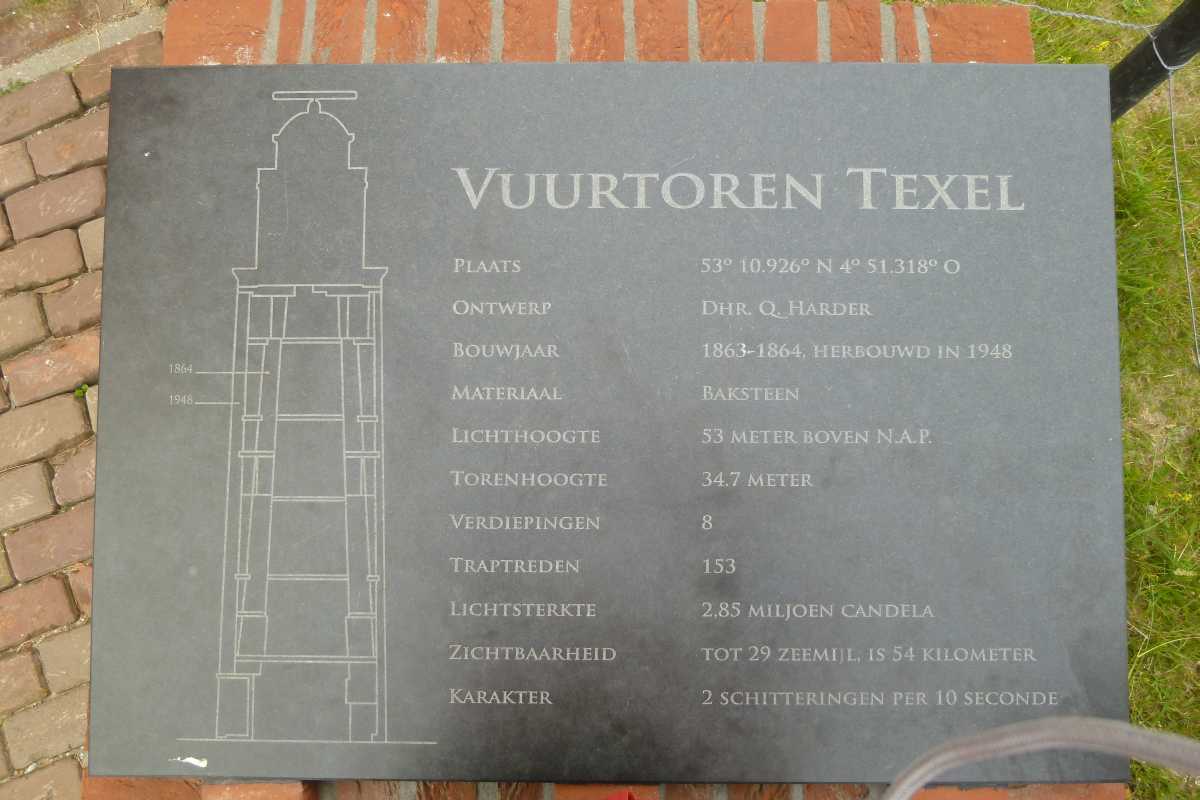 Vuurtoren Texel
Plaats 53° 10.926° N 4° 51.318° O
Ontwerp Dhr. Q. Harder
Bouwjaar 1863-1864, herbouwd in 1948
Materiaal Baksteen
Lichthoogte 53 meter boven N.A.P.
Torenhoogte 34.7 meter
Verdiepingen 8
Traptreden 153
Lichtsterkte 2,85 miljoen candela
Zichtbaarheid tot 29 zeemijl, is 54 kilometer
Karakter 2 schitteringen per 10 seconde
1864
1948